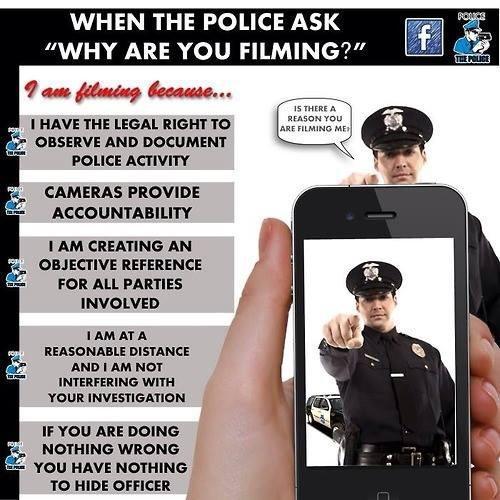 WHEN THE POLICE ASK
"WHY ARE YOU FILMING?"
f
POLICE
THE POLICE
I am filming because...
I HAVE THE LEGAL RIGHT TO
OBSERVE AND DOCUMENT
POLICE ACTIVITY
CAMERAS PROVIDE
ACCOUNTABILITY
I AM CREATING AN
OBJECTIVE REFERENCE
FOR ALL PARTIES
INVOLVED
I AM AT A
REASONABLE DISTANCE
AND I AM NOT
INTERFERING WITH
YOUR INVESTIGATION
IF YOU ARE DOING
NOTHING WRONG
YOU HAVE NOTHING
TO HIDE OFFICER
IS THERE A
REASON YOU
ARE FILMING ME?